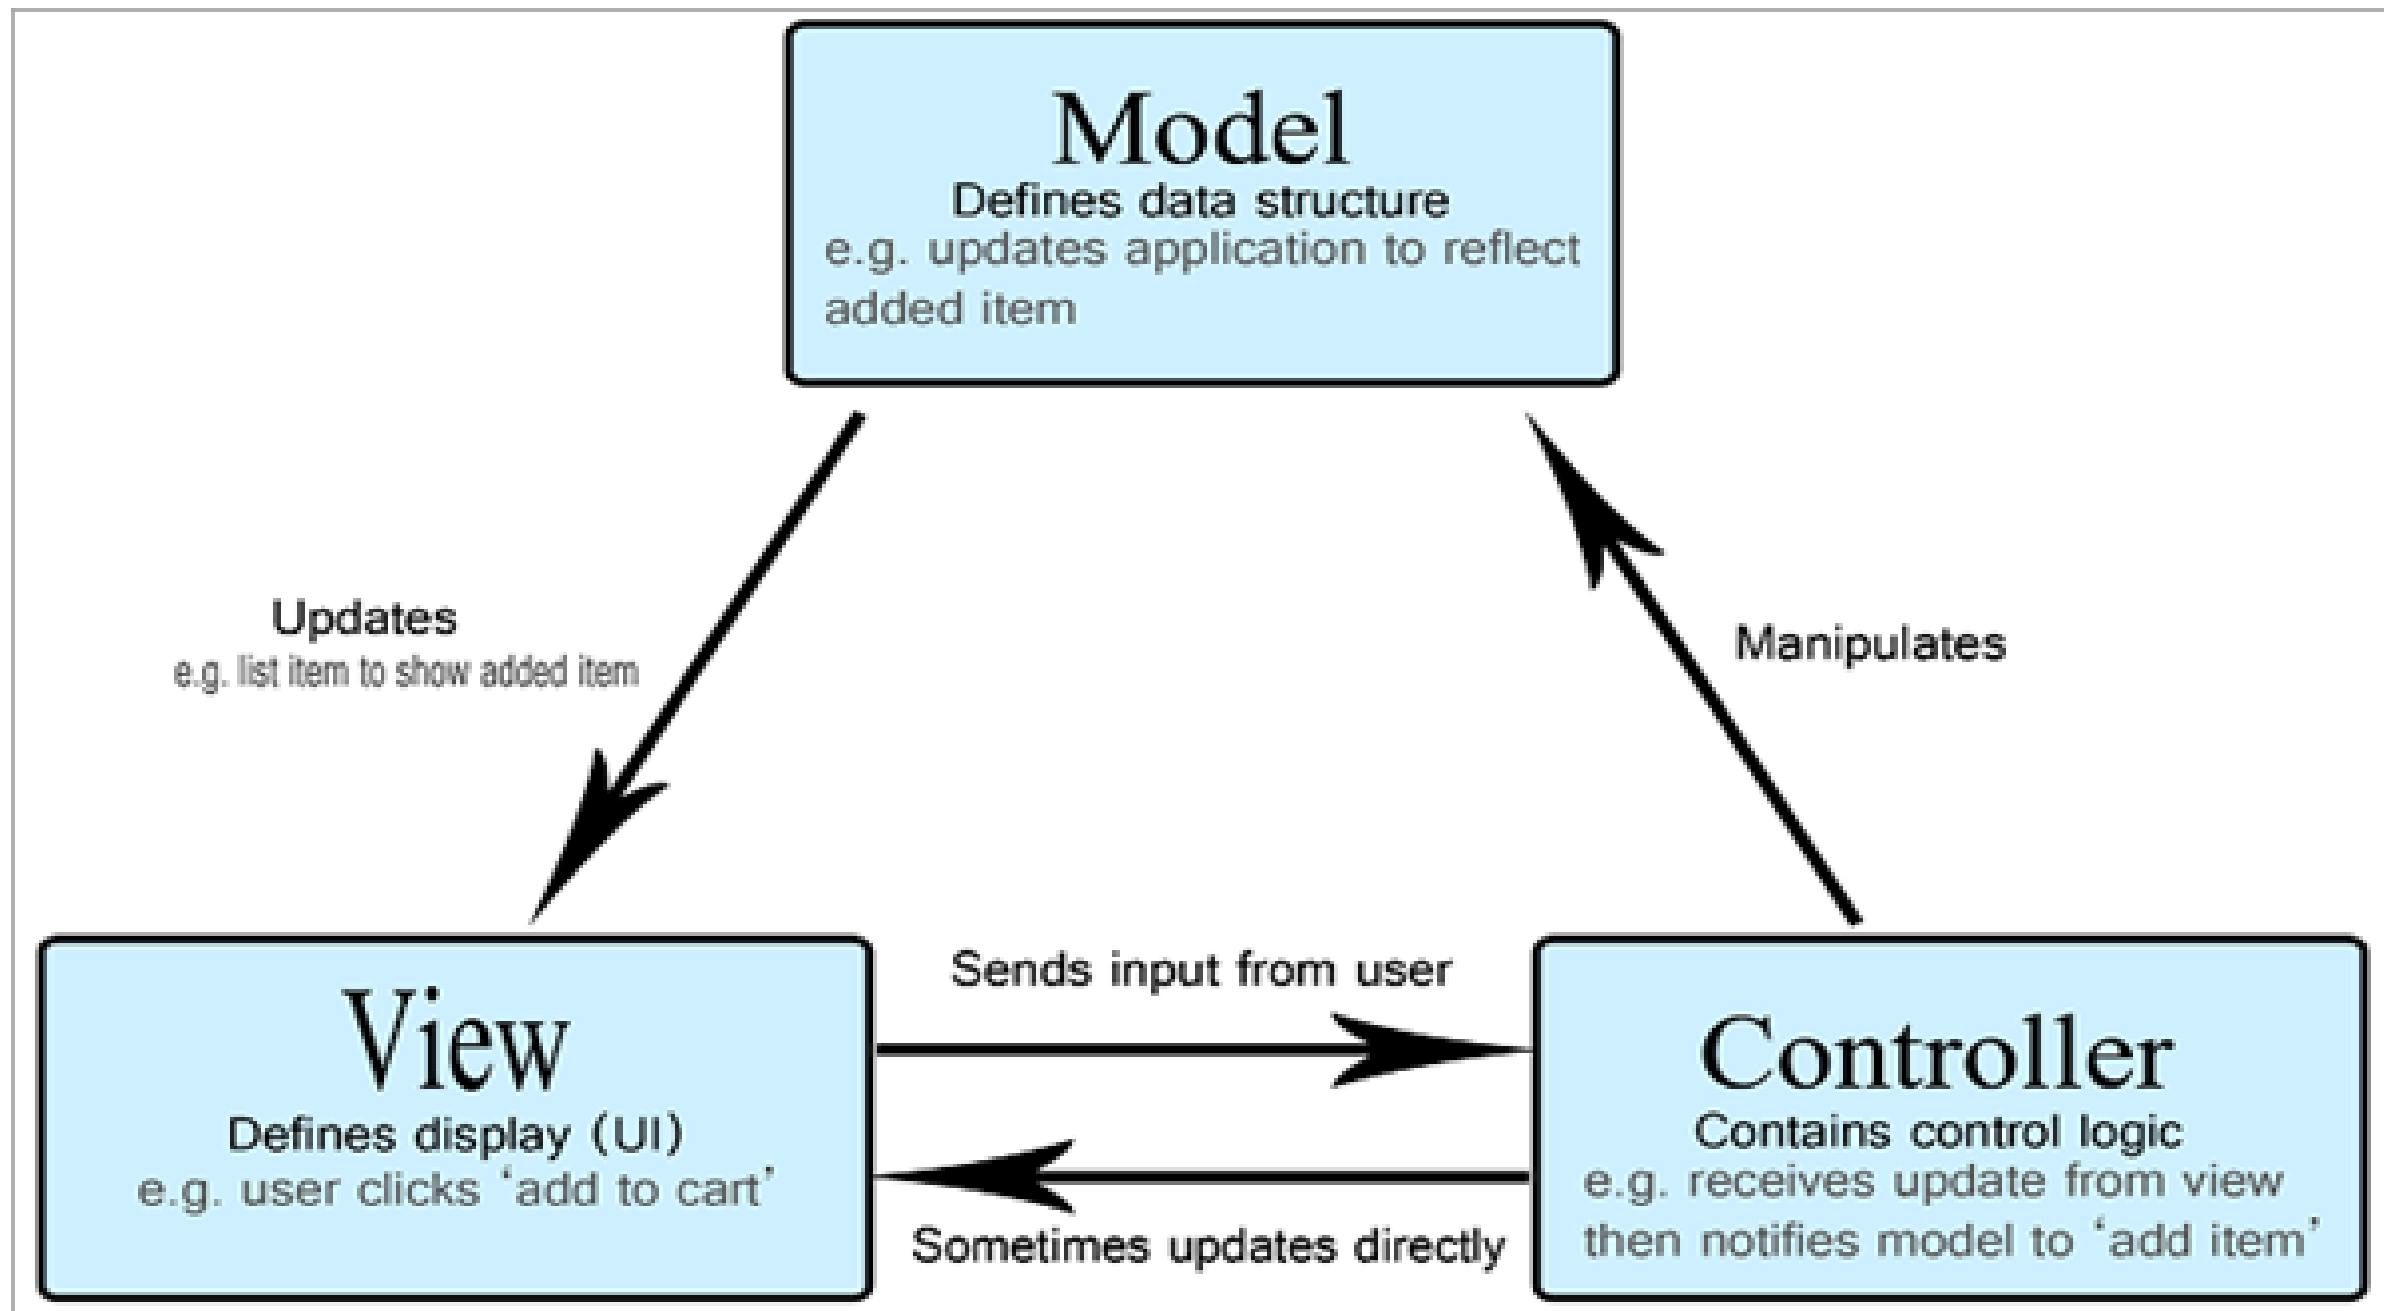 Model
Defines data structure
e.g. updates application to reflect
added item
Updates
e.g. list item to show added item
Manipulates
Sends input from user
View
Defines display (UI)
e.g. user clicks ‘add to cart’
Controller
Contains control logic
e.g. receives update from view
then notifies model to ‘add item’
Sometimes updates directly